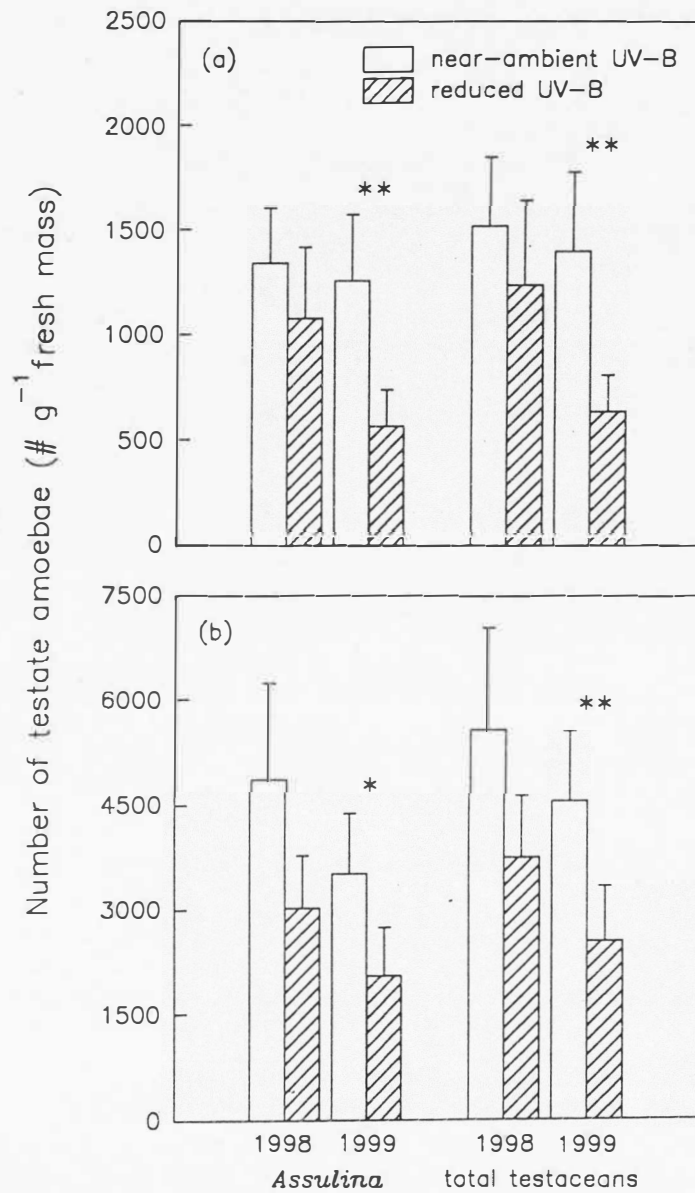 2500
(a)
near-ambient UV-B
reduced UV-B
2000
**
**
1500
1000
500
0
Number of testate amoebae (# g⁻¹ fresh mass)
7500
(b)
6000
**
*
4500
3000
1500
0
1998 1999 1998 1999
Assulina total testaceans